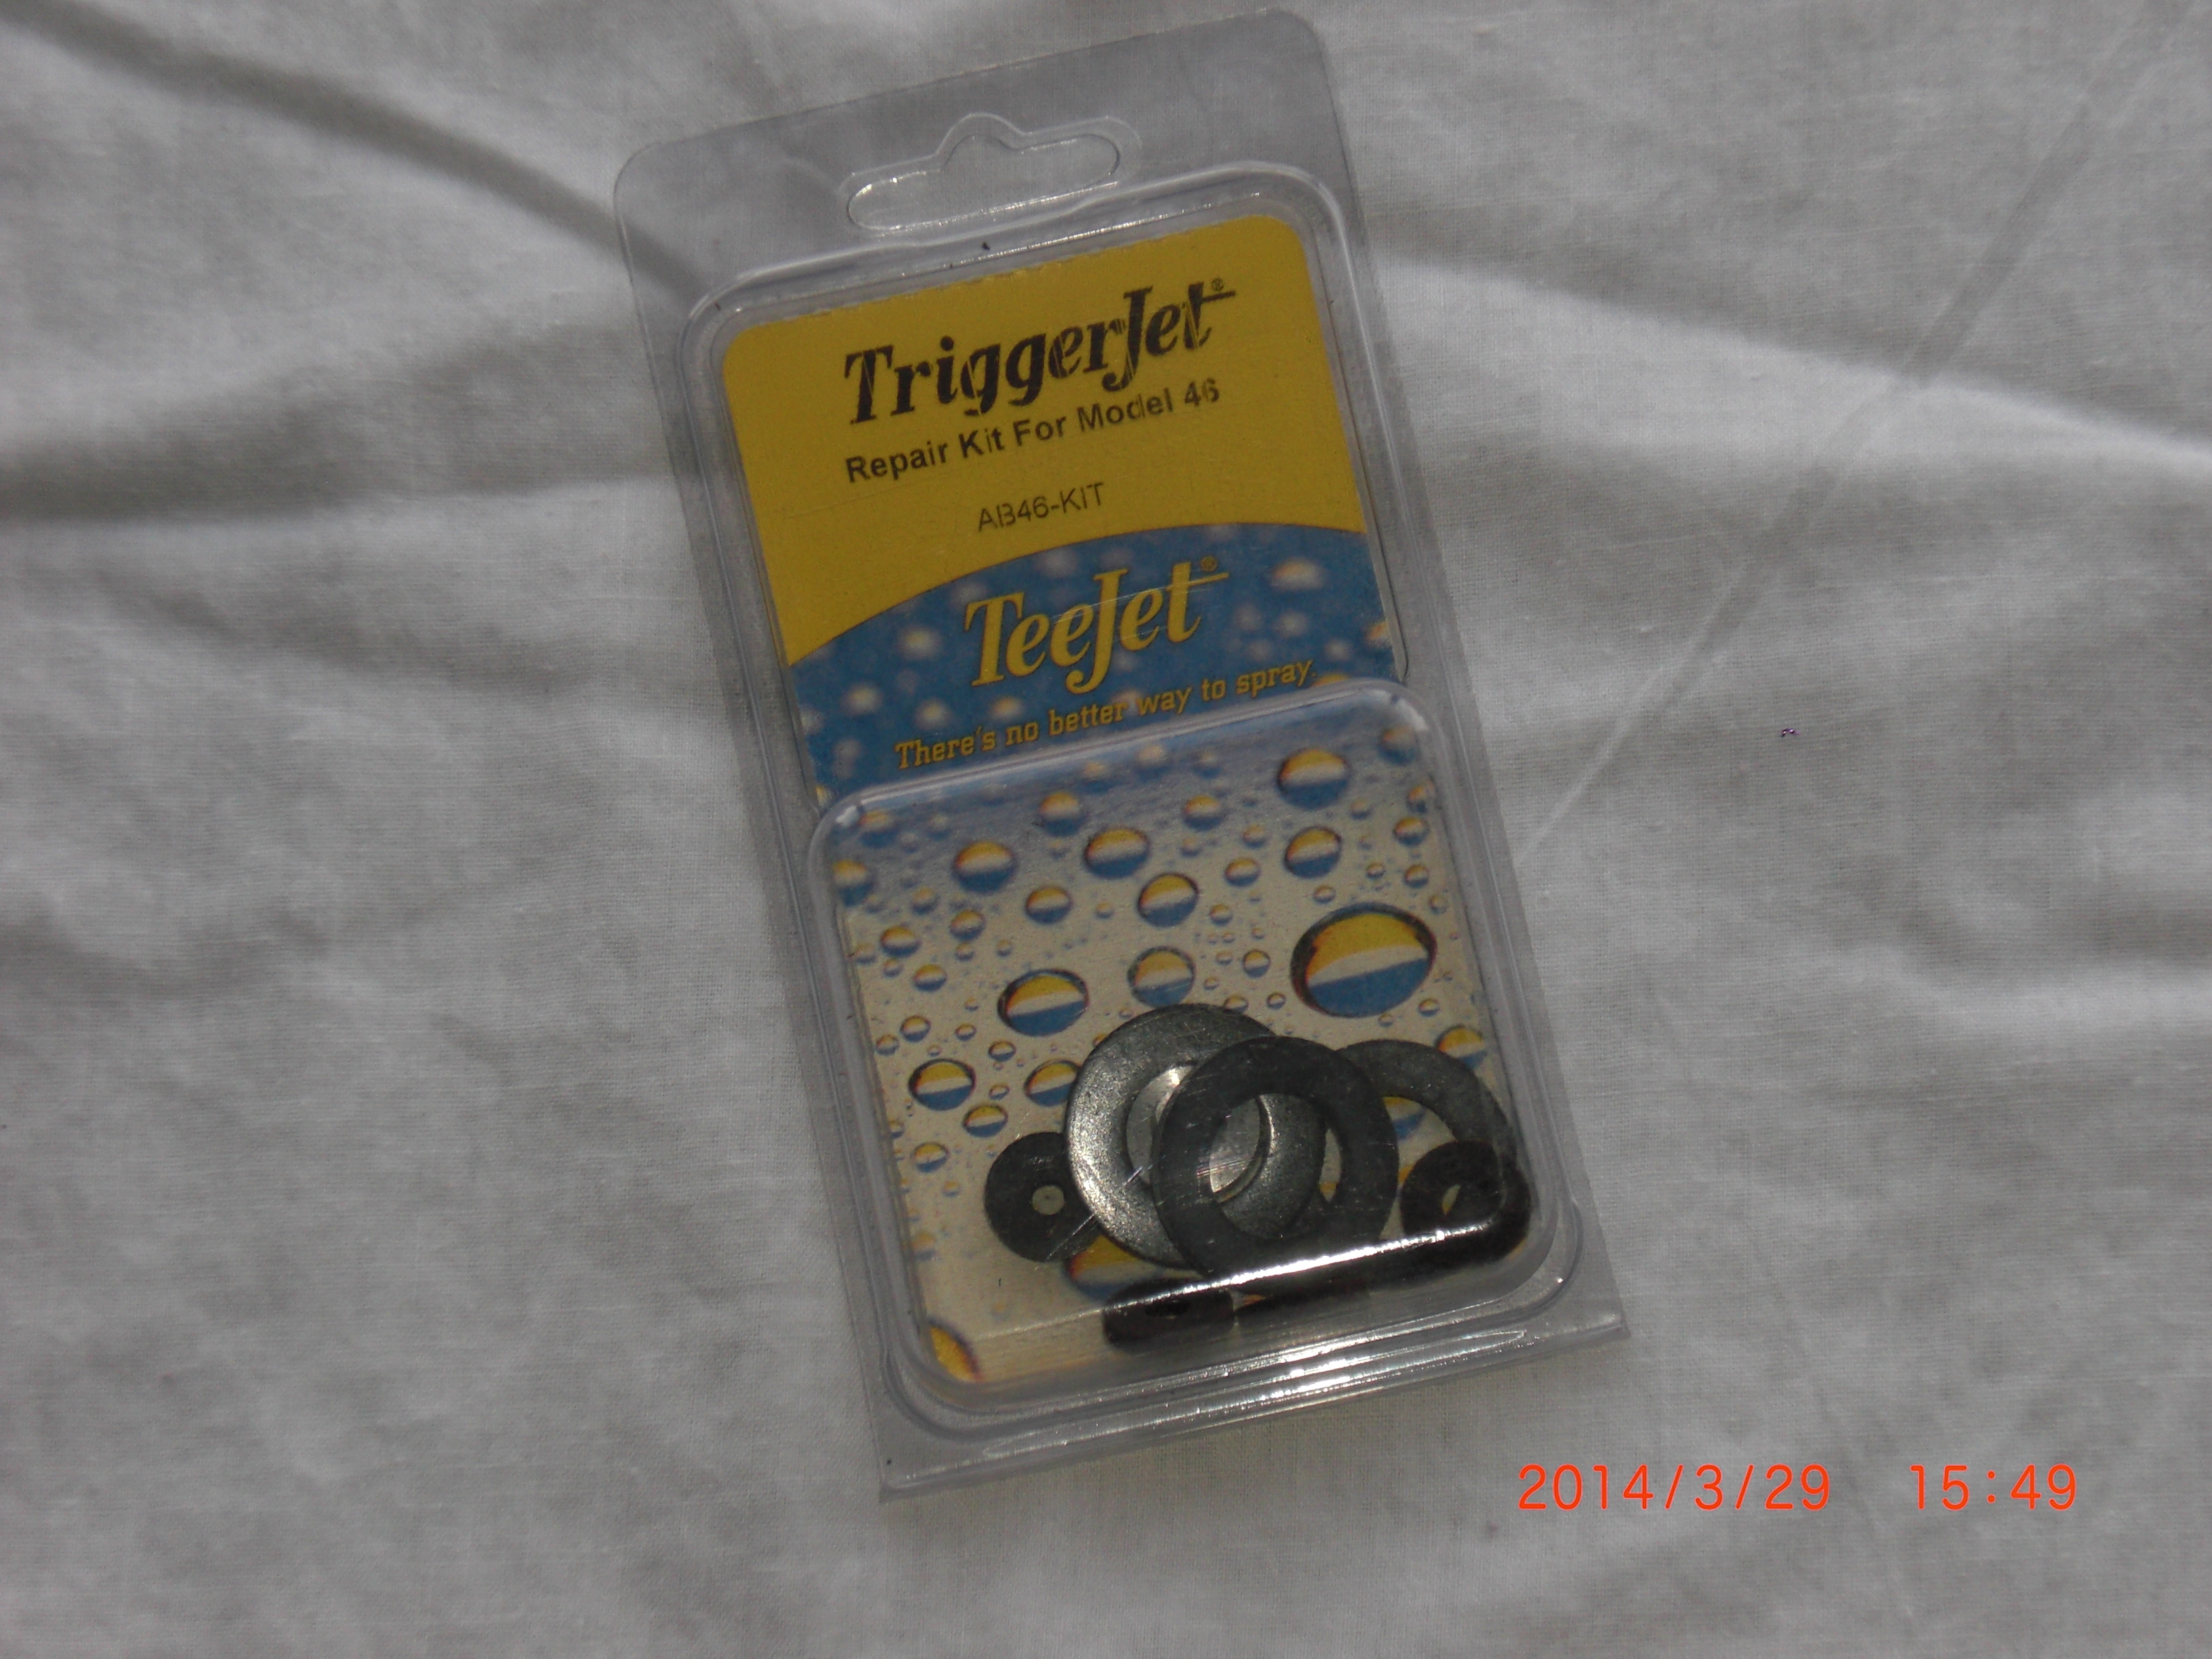 TriggerJet®
Repair Kit For Model 46
AB46-KIT
TeeJet®
There's no better way to spray.
2014/3/29 15:49